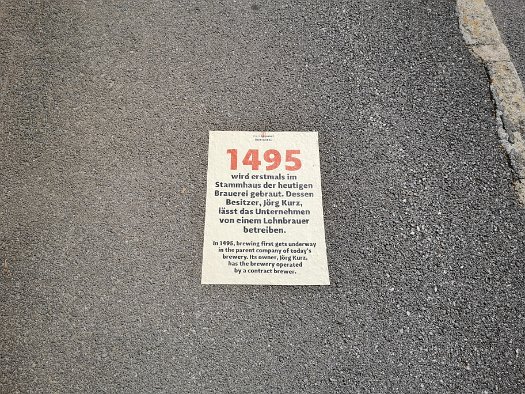 1495
wird erstmals im
Stammhaus der heutigen
Brauerei gebraut. Dessen
Besitzer, Jörg Kurz,
lässt das Unternehmen
von einem Lohnbrauer
betreiben.
In 1495, brewing first gets underway
in the parent company of today's
brewery. Its owner, Jörg Kurz,
has the brewery operated
by a contract brewer.